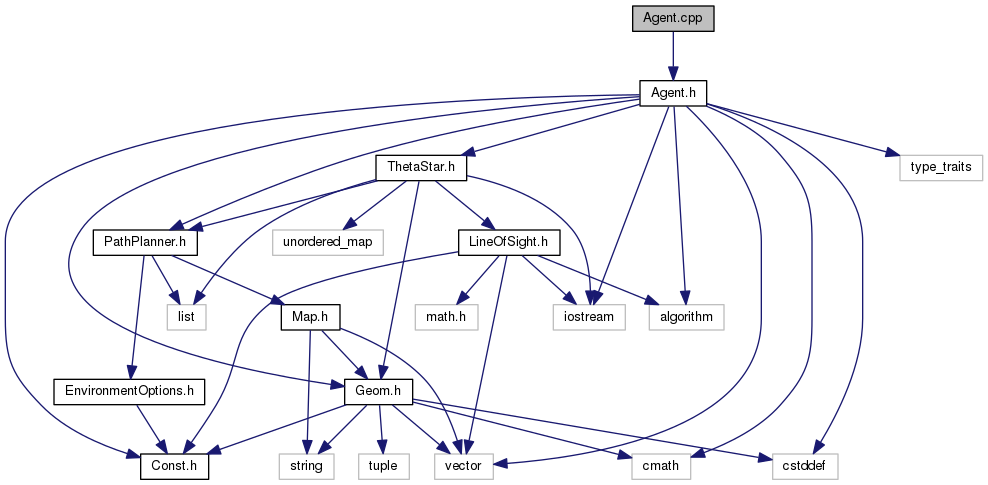 Agent.cpp
Agent.h
ThetaStar.h
type_traits
PathPlanner.h
unordered_map
LineOfSight.h
list
Map.h
math.h
iostream
algorithm
EnvironmentOptions.h
Geom.h
Const.h
string
tuple
vector
cmath
cstddef